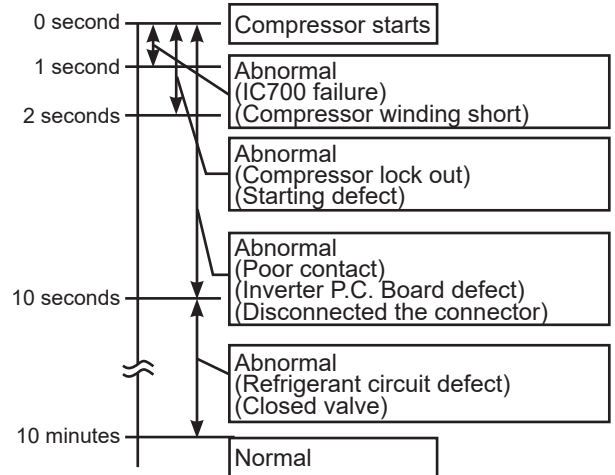 0 second
Compressor starts
1 second
Abnormal
(IC700 failure)
(Compressor winding short)
2 seconds
Abnormal
(Compressor lock out)
(Starting defect)
Abnormal
(Poor contact)
(Inverter P.C. Board defect)
(Disconnected the connector)
10 seconds
Abnormal
(Refrigerant circuit defect)
(Closed valve)
10 minutes
Normal